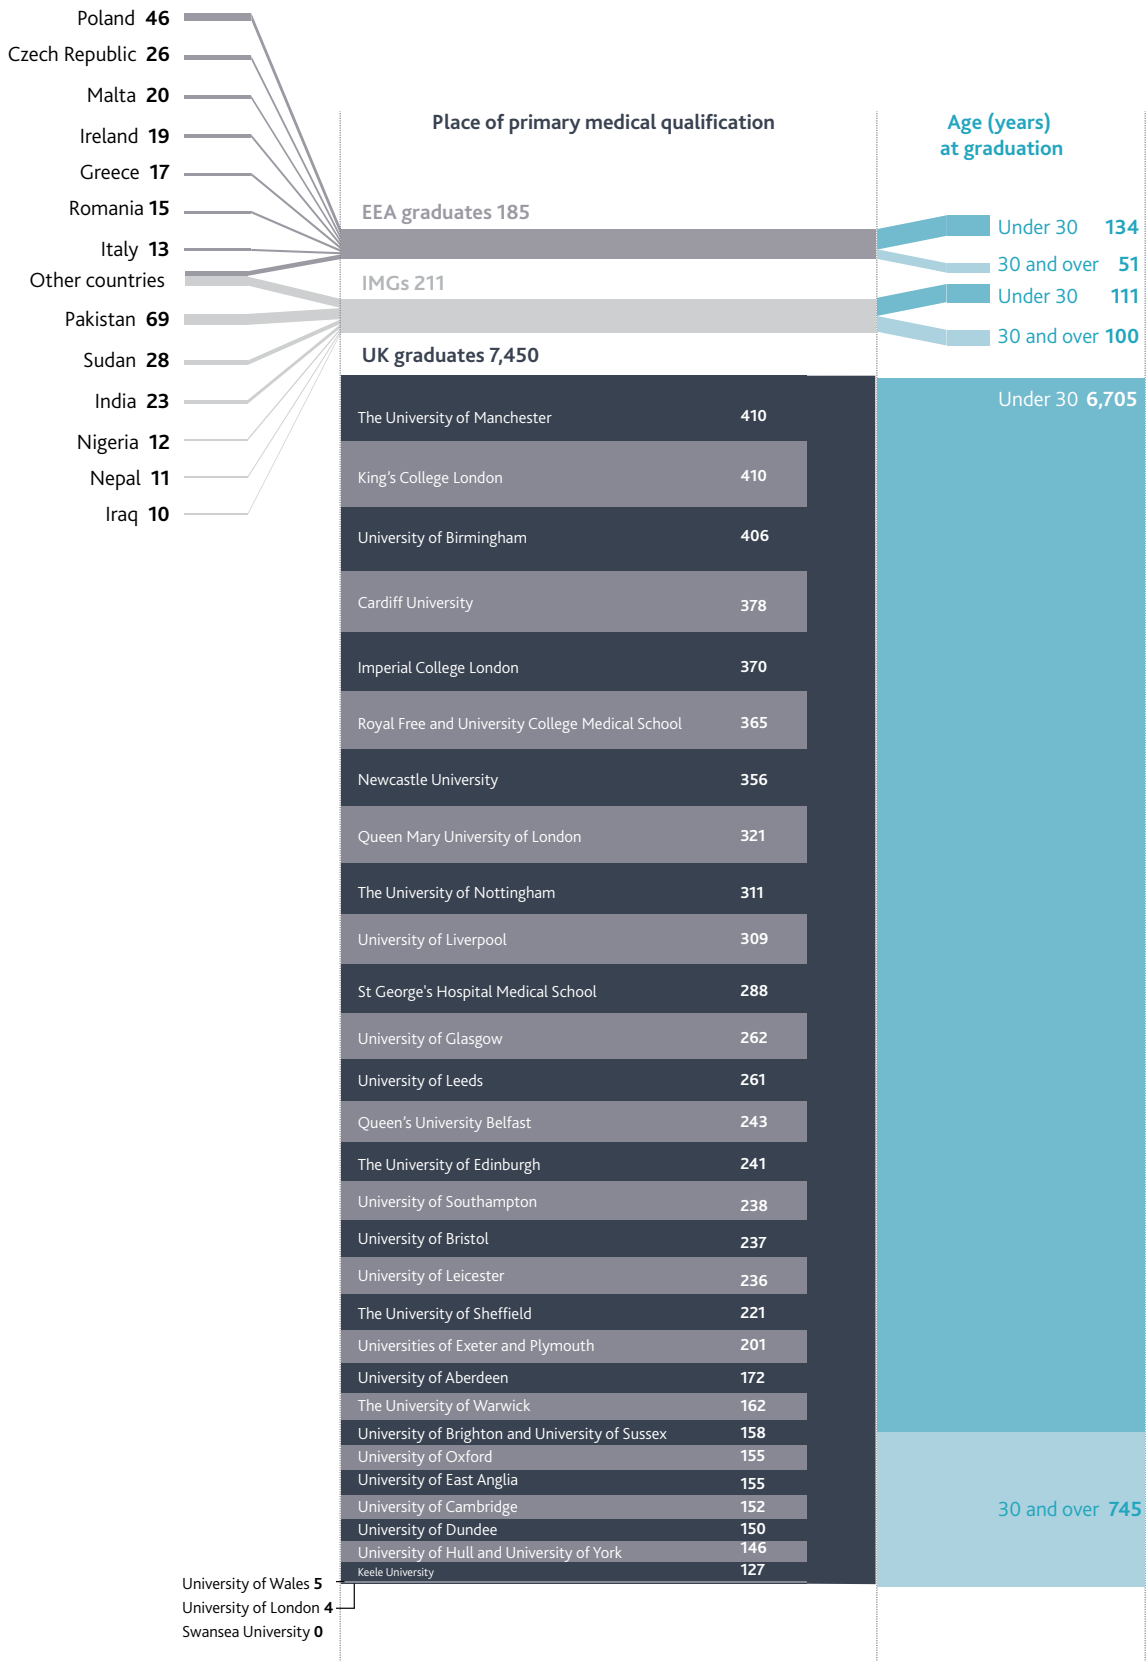 Poland 46
Czech Republic 26
Malta 20
Ireland 19
Greece 17
Romania 15
Italy 13
Other countries
Pakistan 69
Sudan 28
India 23
Nigeria 12
Nepal 11
Iraq 10
Place of primary medical qualification
EEA graduates 185
IMGs 211
UK graduates 7,450
The University of Manchester 410
King's College London 410
University of Birmingham 406
Cardiff University 378
Imperial College London 370
Royal Free and University College Medical School 365
Newcastle University 356
Queen Mary University of London 321
The University of Nottingham 311
University of Liverpool 309
St George's Hospital Medical School 288
University of Glasgow 262
University of Leeds 261
Queen's University Belfast 243
The University of Edinburgh 241
University of Southampton 238
University of Bristol 237
University of Leicester 236
The University of Sheffield 221
Universities of Exeter and Plymouth 201
University of Aberdeen 172
The University of Warwick 162
University of Brighton and University of Sussex 158
University of Oxford 155
University of East Anglia 155
University of Cambridge 152
University of Dundee 150
University of Hull and University of York 146
Keele University 127
University of Wales 5
University of London 4
Swansea University 0
Age (years)
at graduation
Under 30 134
30 and over 51
Under 30 111
30 and over 100
Under 30 6,705
30 and over 745